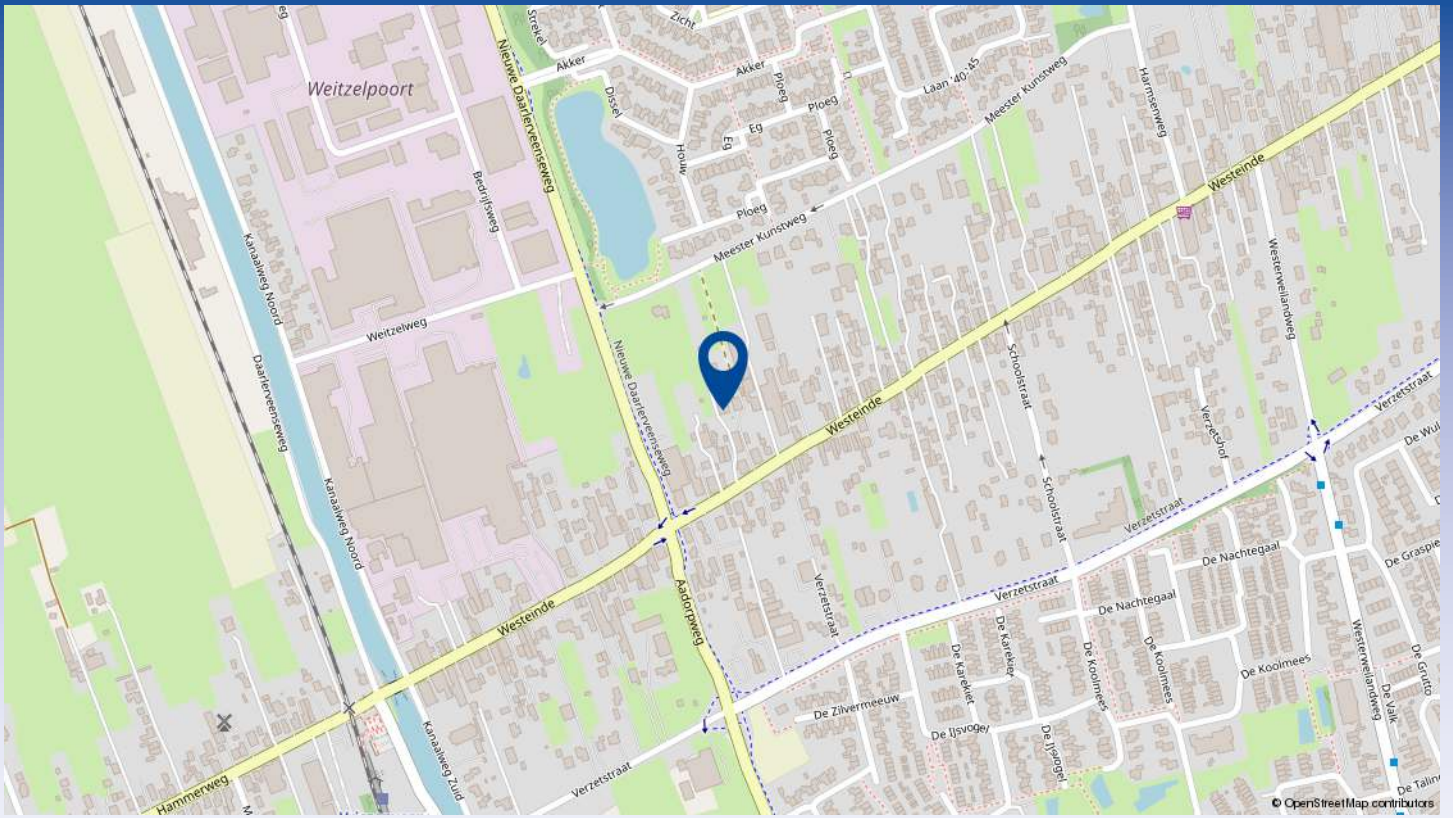 Strekel
Zicht
Akker
Akker
Dissel
Ploeg
Ploeg
Eg
Eg
Ploeg
Houw
Ploeg
Laan '40-'45
Meester Kunstweg
Harmsenweg
Weitzelpoort
Nieuwe Daarlerveenseweg
Bedrijfsweg
Westeinde
Meester Kunstweg
Kanaalweg Noord
Weitzelweg
Westerweilandweg
Daarlerveenseweg
Nieuwe Daarlerveenseweg
Schoolstraat
Westeinde
Verzetstraat
Verzetshof
De Wul
Kanaalweg Noord
Schoolstraat
Verzetstraat
De Nachtegaal
De Graspie
Westeinde
Aadorpweg
Verzetstraat
Verzetstraat
De Nachtegaal
De Karekiet
De Karekiet
De Koolmees
De Koolmees
De Koolmees
Westerweilandweg
De Grutto
De Valk
De Zilvermeeuw
De IJsvogel
De IJsvogel
Kanaalweg Zuid
Verzetstraat
Hammerweg
De Taling
© OpenStreetMap contributors